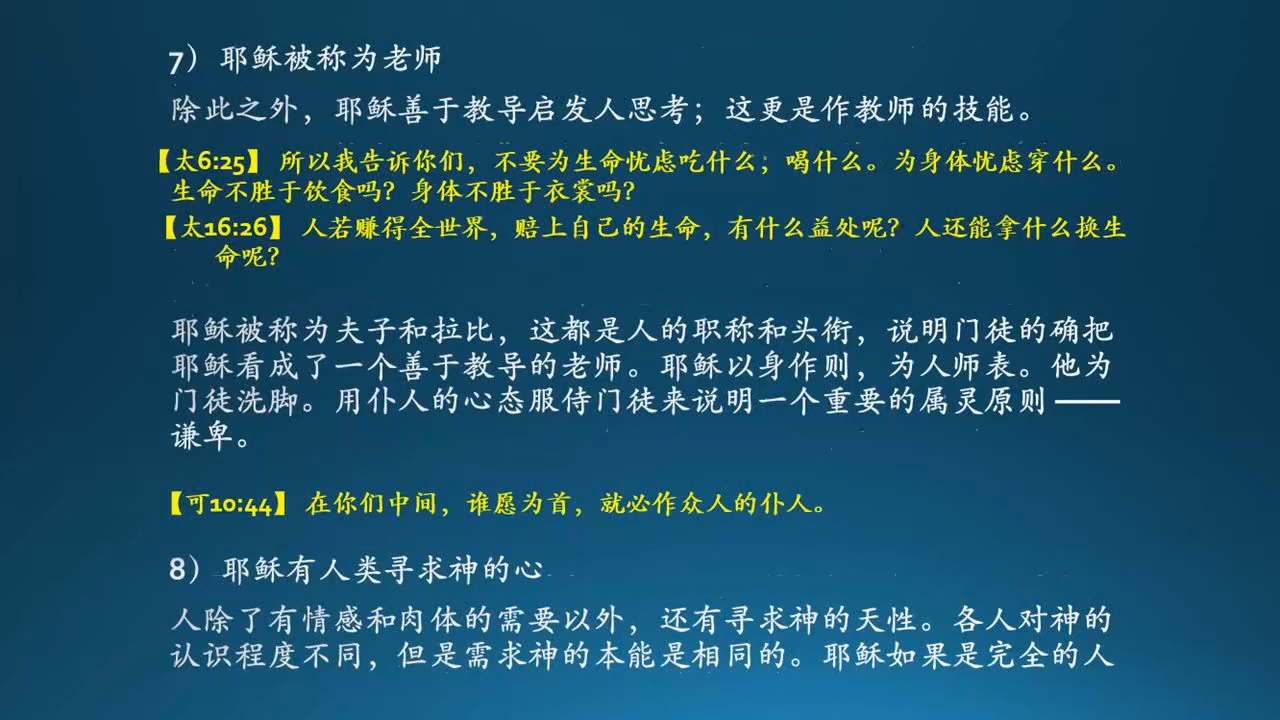 7）耶稣被称为老师
除此之外，耶稣善于教导启发人思考；这更是作教师的技能。
【太6:25】 所以我告诉你们，不要为生命忧虑吃什么，喝什么。为身体忧虑穿什么。
生命不胜于饮食吗？身体不胜于衣裳吗？
【太16:26】 人若赚得全世界，赔上自己的生命，有什么益处呢？人还能拿什么换生
命呢？
耶稣被称为夫子和拉比，这都是人的职称和头衔，说明门徒的确把
耶稣看成了一个善于教导的老师。耶稣以身作则，为人师表。他为
门徒洗脚。用仆人的心态服侍门徒来说明一个重要的属灵原则 ——
谦卑。
【可10:44】 在你们中间，谁愿为首，就必作众人的仆人。
8）耶稣有人类寻求神的心
人除了有情感和肉体的需要以外，还有寻求神的天性。各人对神的
认识程度不同，但是需求神的本能是相同的。耶稣如果是完全的人